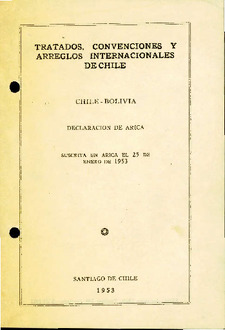 TRATADOS, CONVENCIONES Y
ARREGLOS INTERNACIONALES
DE CHILE
CHILE-BOLIVIA
DECLARACION DE ARICA
SUSCRITA EN ARICA EL 25 DE
ENERO DE 1953
SANTIAGO DE CHILE
1953